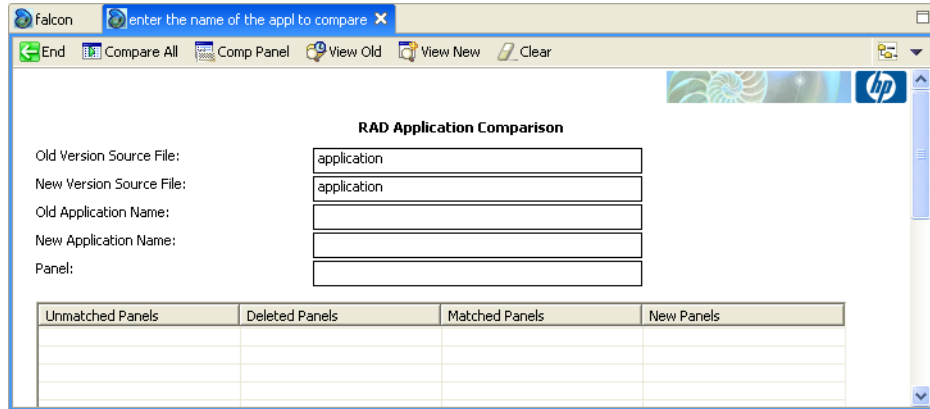 falcon enter the name of the appl to compare
End Compare All Comp Panel View Old View New Clear
hp
RAD Application Comparison
Old Version Source File: application
New Version Source File: application
Old Application Name:
New Application Name:
Panel:
Unmatched Panels Deleted Panels Matched Panels New Panels